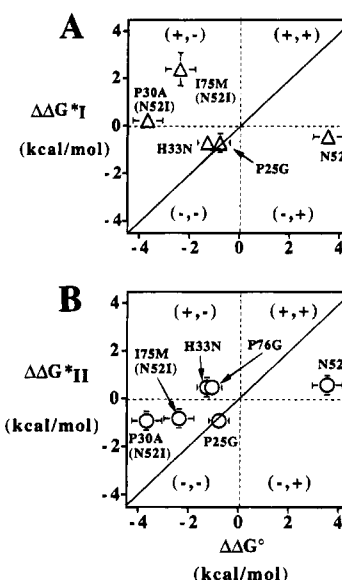 A
(+,-) (+,+)
4
I75M
(N52I)
2
P30A
(N52I)
ΔΔG*I
0
(kcal/mol)
H33N
N52
-2
P25G
(-,-) (-,+)
-4
-4 -2 0 2 4
B
(+,-) (+,+)
4
H33N P76G
ΔΔG*II
2
I75M
(N52I)
N52
0
(kcal/mol)
P30A
(N52I)
P25G
-2
(-,-) (-,+)
-4
-4 -2 0 2 4
ΔΔG°
(kcal/mol)